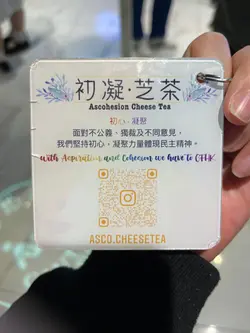 初凝·芝茶
Ascohesion Cheese Tea
初心、凝聚
面對不公義、獨裁及不同意見，
我們堅持初心，凝聚力量體現民主精神。
With Aspiration and Cohesion we have to GTHK
ASCO.CHEESETEA